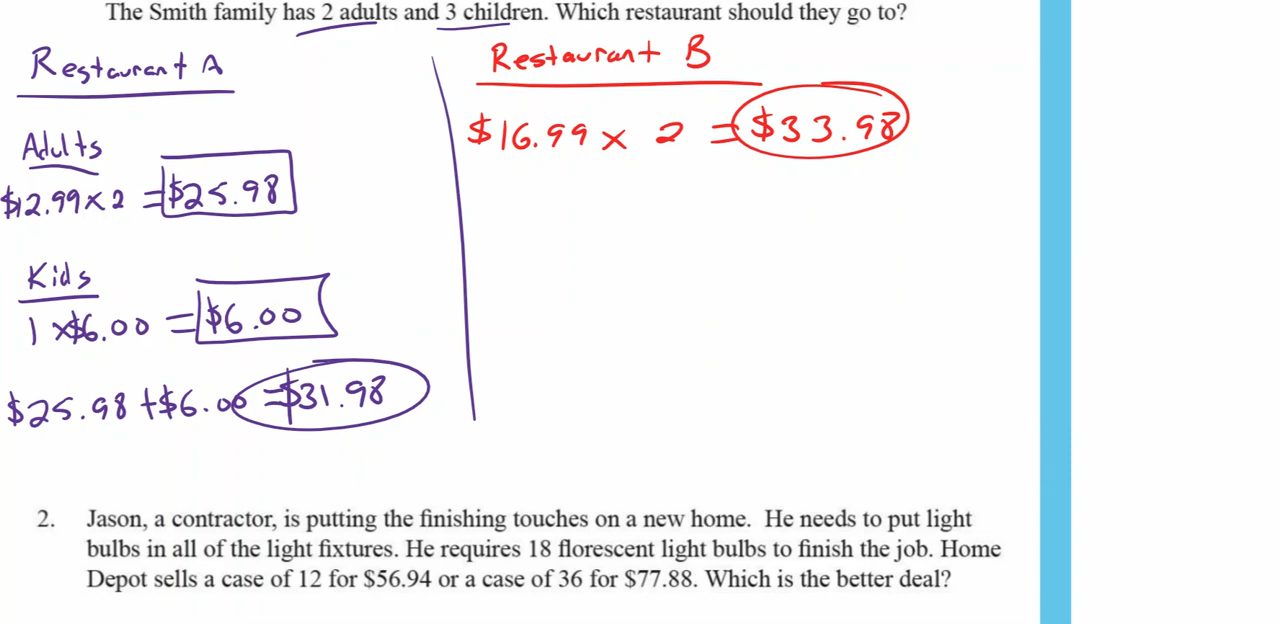 The Smith family has 2 adults and 3 children. Which restaurant should they go to?
Restaurant A
Adults
$12.99 x 2 = $25.98
Kids
1 x $6.00 = $6.00
$25.98 + $6.00 = $31.98
Restaurant B
$16.99 x 2 = $33.98
2. Jason, a contractor, is putting the finishing touches on a new home. He needs to put light
bulbs in all of the light fixtures. He requires 18 florescent light bulbs to finish the job. Home
Depot sells a case of 12 for $56.94 or a case of 36 for $77.88. Which is the better deal?